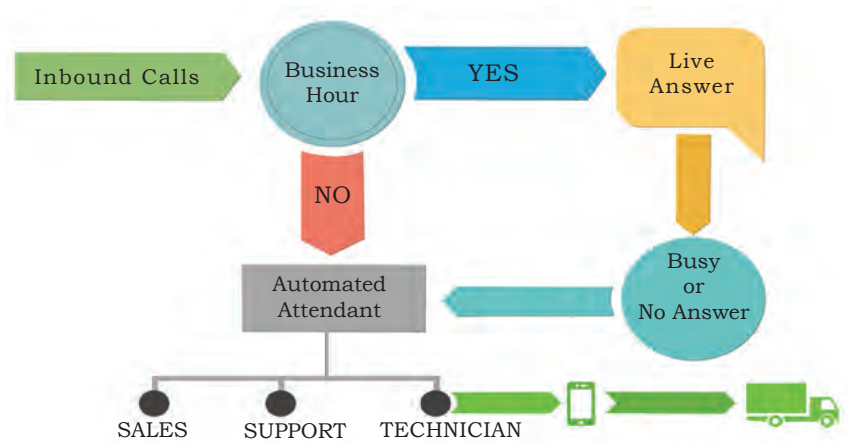 Inbound Calls
Business
Hour
YES
Live
Answer
NO
Automated
Attendant
Busy
or
No Answer
SALES
SUPPORT
TECHNICIAN